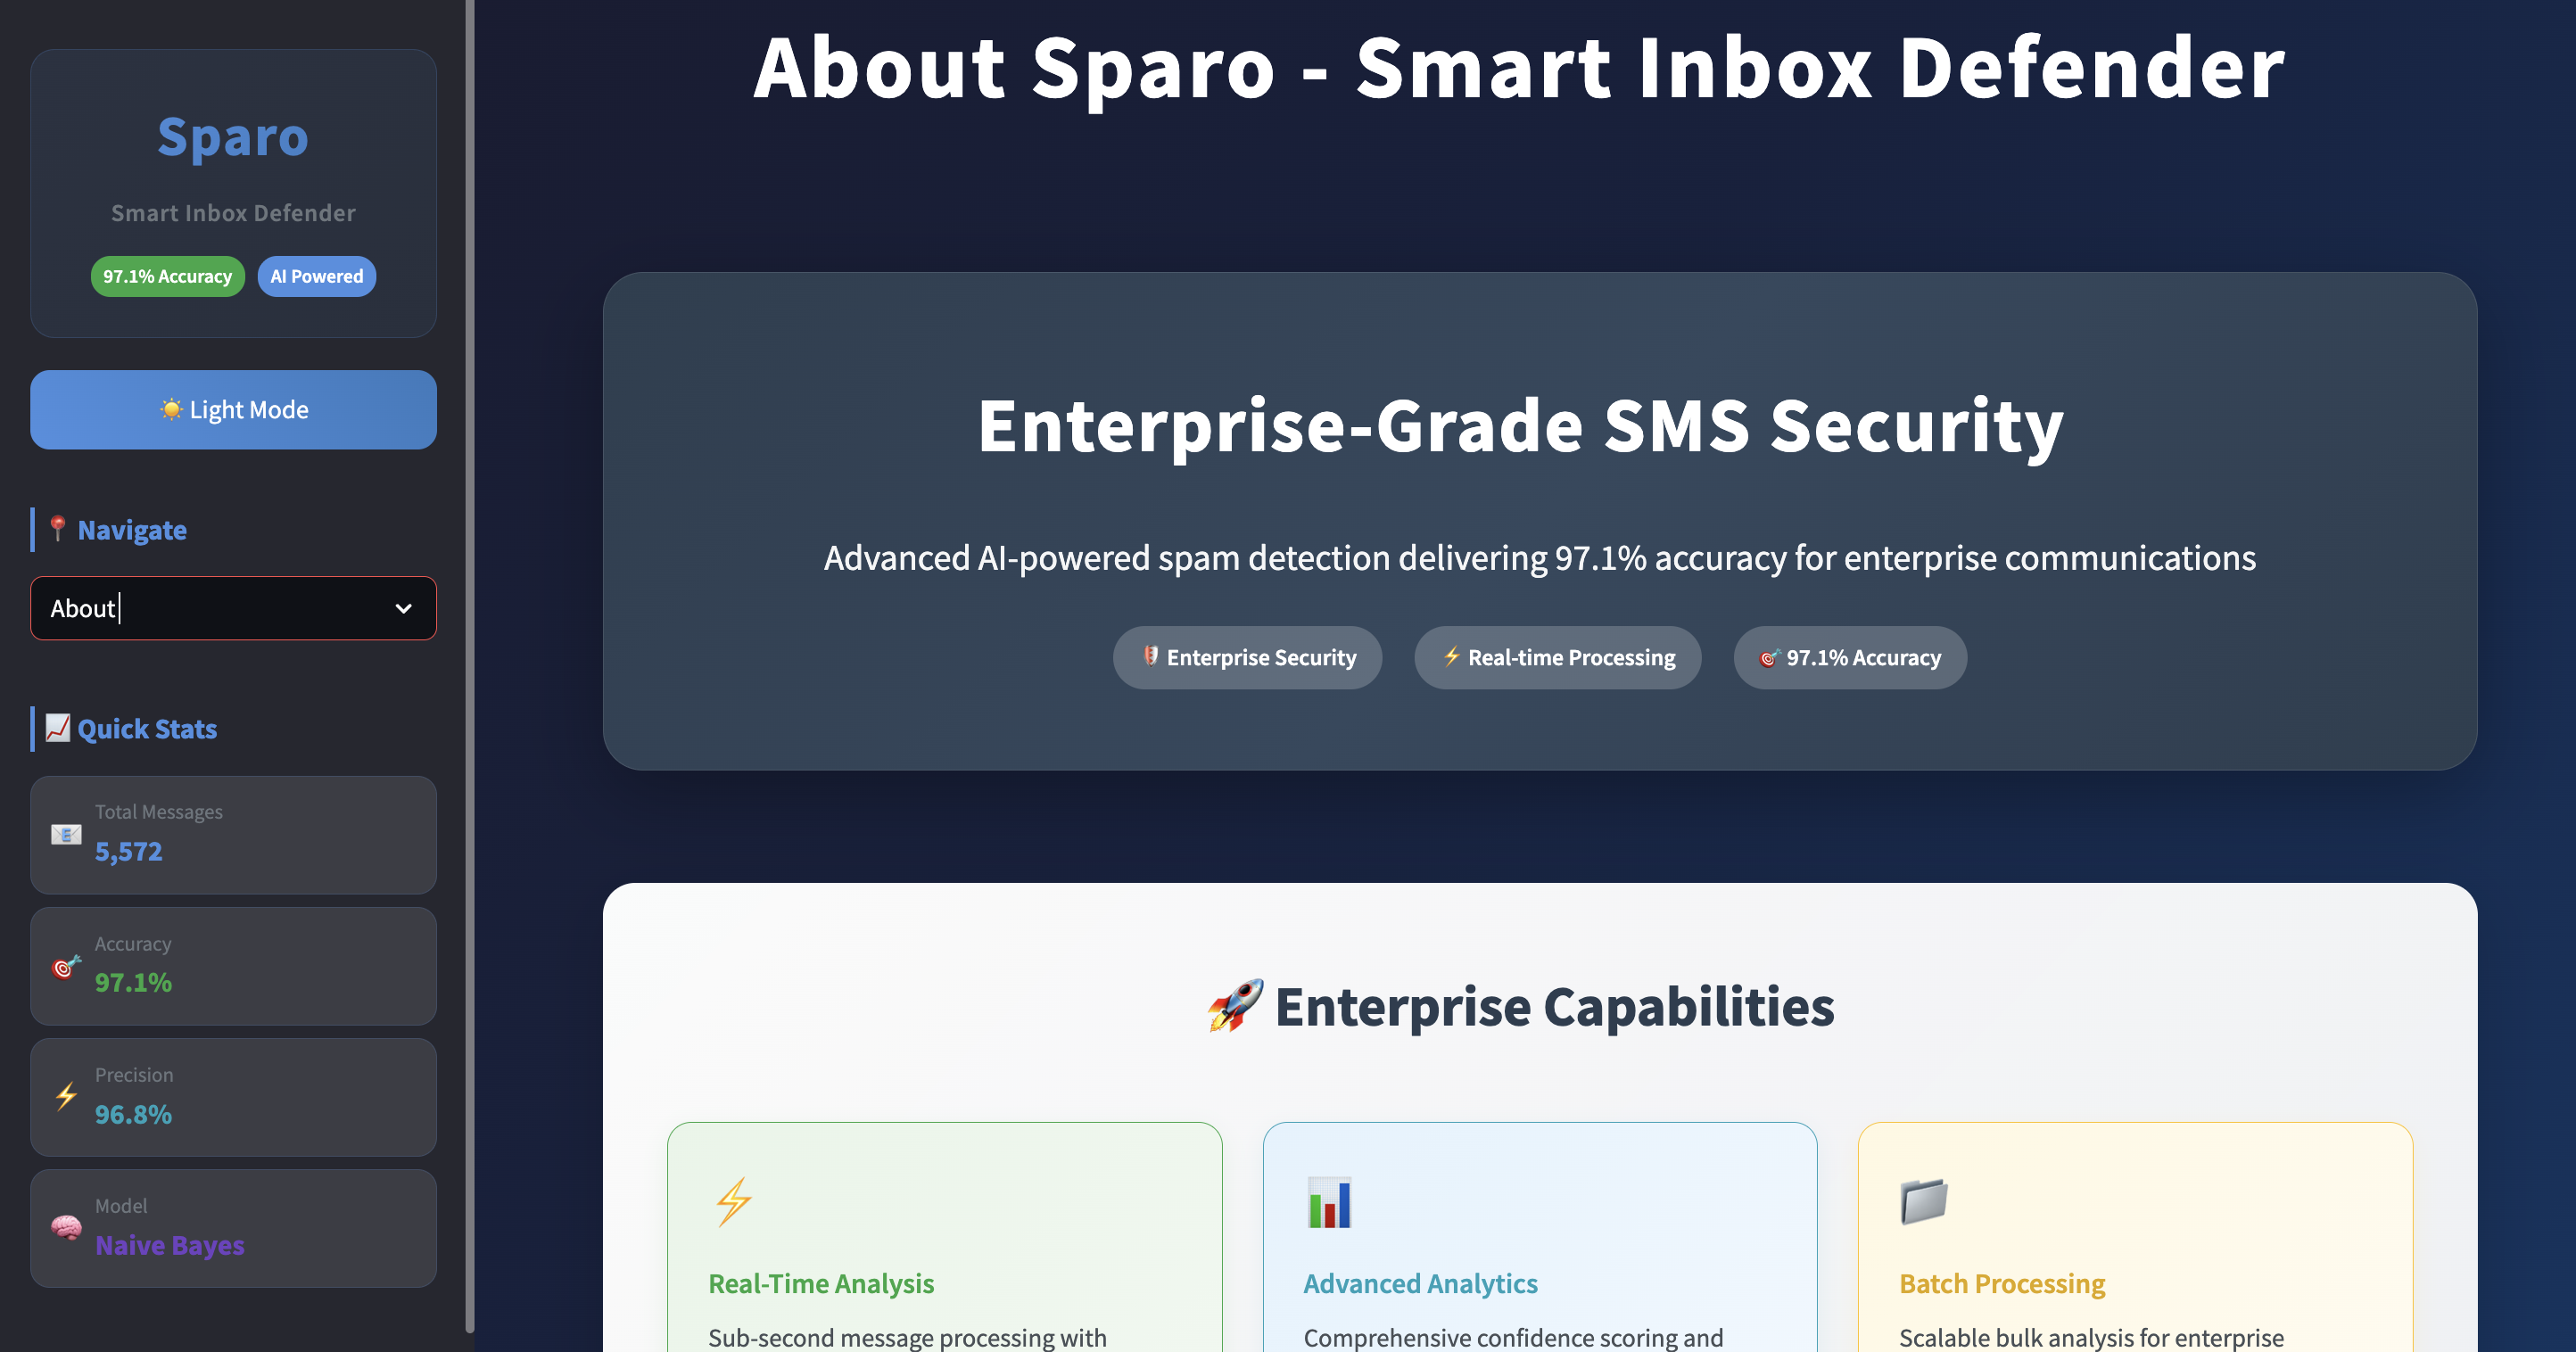 Sparo
Smart Inbox Defender
97.1% Accuracy
AI Powered
Light Mode
Navigate
About
Quick Stats
Total Messages
5,572
Accuracy
97.1%
Precision
96.8%
Model
Naive Bayes
About Sparo - Smart Inbox Defender
Enterprise-Grade SMS Security
Advanced AI-powered spam detection delivering 97.1% accuracy for enterprise communications
Enterprise Security
Real-time Processing
97.1% Accuracy
Enterprise Capabilities
Real-Time Analysis
Sub-second message processing with
Advanced Analytics
Comprehensive confidence scoring and
Batch Processing
Scalable bulk analysis for enterprise